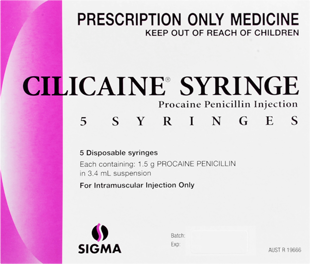 PRESCRIPTION ONLY MEDICINE
KEEP OUT OF REACH OF CHILDREN
CILICAINE® SYRINGE
Procaine Penicillin Injection
5 SYRINGES
5 Disposable syringes
Each containing: 1.5 g PROCAINE PENICILLIN
in 3.4 mL suspension
For Intramuscular Injection Only
Batch:
Exp:
SIGMA
AUST R 19666